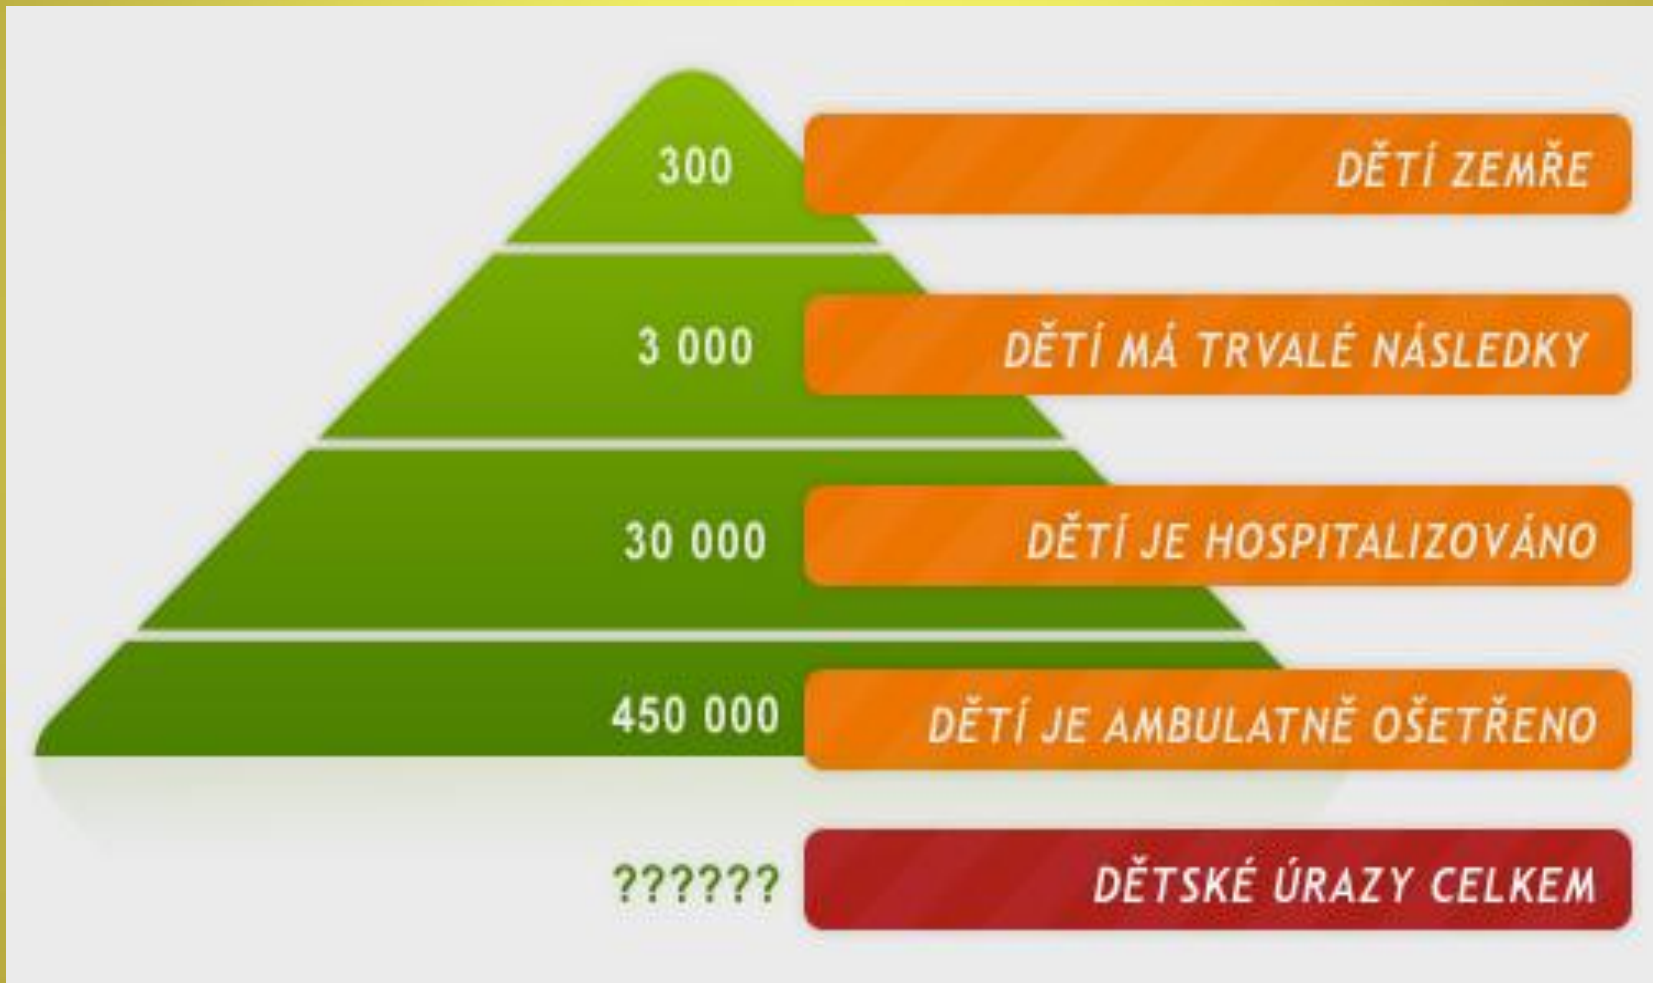 300 DĚTÍ ZEMŘE
3 000 DĚTÍ MÁ TRVALÉ NÁSLEDKY
30 000 DĚTÍ JE HOSPITALIZOVÁNO
450 000 DĚTÍ JE AMBULATNĚ OŠETŘENO
?????? DĚTSKÉ ÚRAZY CELKEM